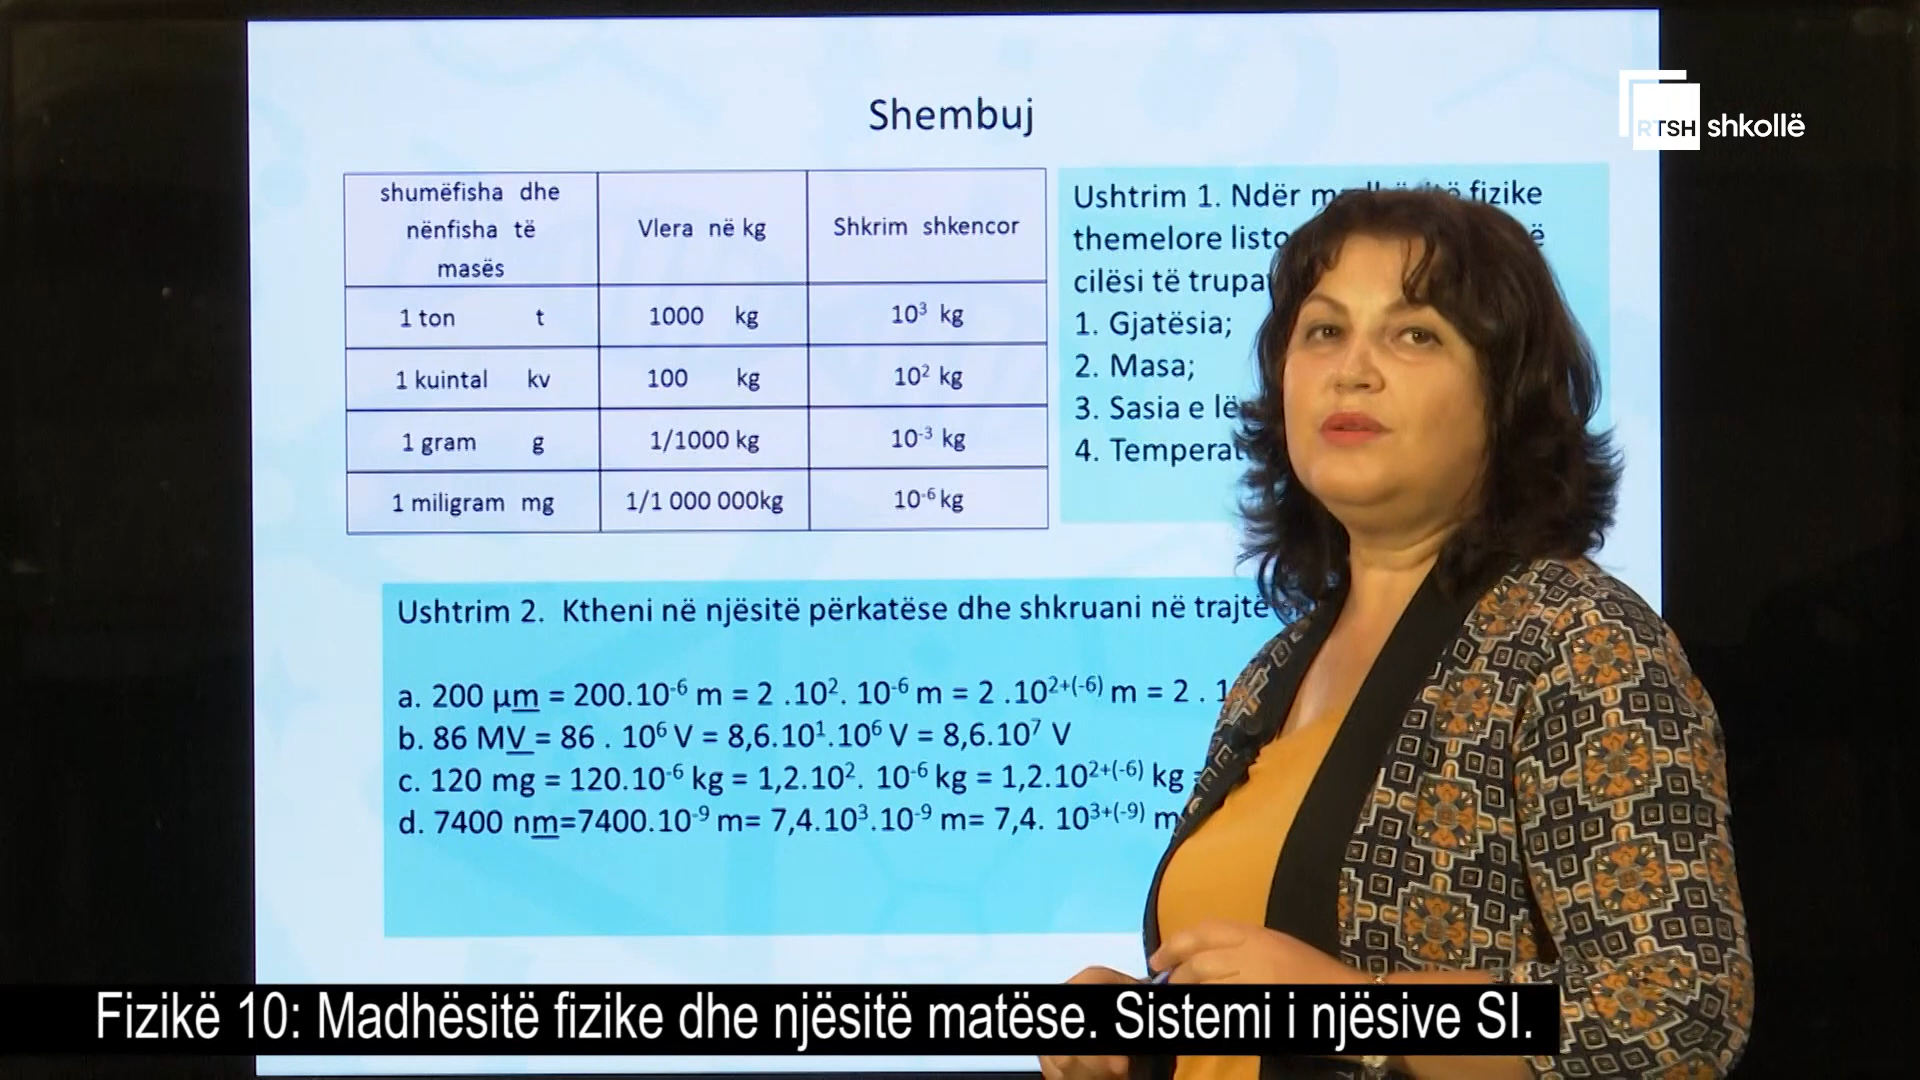 Shembuj
RTSH shkollë
shumëfisha dhe
nënfisha të
masës
Vlera në kg
Shkrim shkencor
1 ton t
1000 kg
10³ kg
1 kuintal kv
100 kg
10² kg
1 gram g
1/1000 kg
10⁻³ kg
1 miligram mg
1/1 000 000kg
10⁻⁶ kg
Ushtrim 1. Ndër fizike
themelore
cilësi të
1. Gjatësia;
2. Masa;
3. Sasia e
4.
Ushtrim 2. Ktheni në njësitë përkatëse dhe shkruani në trajtë
a. 200 μm = 200.10⁻⁶ m = 2 .10². 10⁻⁶ m = 2 .10²⁺⁽⁻⁶⁾ m = 2 .
b. 86 MV = 86 . 10⁶ V = 8,6.10¹.10⁶ V = 8,6.10⁷ V
c. 120 mg = 120.10⁻⁶ kg = 1,2.10². 10⁻⁶ kg = 1,2.10²⁺⁽⁻⁶⁾ kg
d. 7400 nm=7400.10⁻⁹ m= 7,4.10³.10⁻⁹ m= 7,4. 10³⁺⁽⁻⁹⁾ m
Fizikë 10: Madhësitë fizike dhe njësitë matëse. Sistemi i njësive SI.